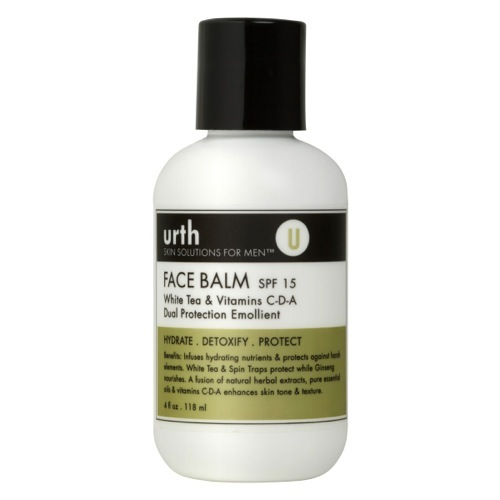 urth
SKIN SOLUTIONS FOR MEN™
U
FACE BALM SPF 15
White Tea & Vitamins C-D-A
Dual Protection Emollient
HYDRATE . DETOXIFY . PROTECT
Benefits: Infuses hydrating nutrients & protects against harsh
elements. White Tea & Spin Traps protect while Ginseng
nourishes. A fusion of natural herbal extracts, pure essential
oils & vitamins C-D-A enhances skin tone & texture.
4 fl oz . 118 ml